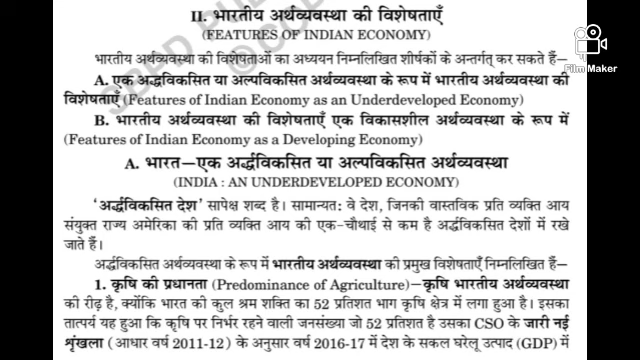 II. भारतीय अर्थव्यवस्था की विशेषताएँ
(FEATURES OF INDIAN ECONOMY)
भारतीय अर्थव्यवस्था की विशेषताओं का अध्ययन निम्नलिखित शीर्षकों के अन्तर्गत कर सकते हैं—
A. एक अर्द्धविकसित या अल्पविकसित अर्थव्यवस्था के रूप में भारतीय अर्थव्यवस्था की
विशेषताएँ (Features of Indian Economy as an Underdeveloped Economy)
B. भारतीय अर्थव्यवस्था की विशेषताएँ एक विकासशील अर्थव्यवस्था के रूप में
(Features of Indian Economy as a Developing Economy)
A. भारत—एक अर्द्धविकसित या अल्पविकसित अर्थव्यवस्था
(INDIA : AN UNDERDEVELOPED ECONOMY)
'अर्द्धविकसित देश' सापेक्ष शब्द है। सामान्यतः वे देश, जिनकी वास्तविक प्रति व्यक्ति आय
संयुक्त राज्य अमेरिका की प्रति व्यक्ति आय की एक-चौथाई से कम है अर्द्धविकसित देशों में रखे
जाते हैं।
अर्द्धविकसित अर्थव्यवस्था के रूप में भारतीय अर्थव्यवस्था की प्रमुख विशेषताएँ निम्नलिखित हैं—
1. कृषि की प्रधानता (Predominance of Agriculture)—कृषि भारतीय अर्थव्यवस्था
की रीढ़ है, क्योंकि भारत की कुल श्रम शक्ति का 52 प्रतिशत भाग कृषि क्षेत्र में लगा हुआ है। इसका
तात्पर्य यह हुआ कि कृषि पर निर्भर रहने वाली जनसंख्या जो 52 प्रतिशत है उसका CSO के जारी नई
शृंखला (आधार वर्ष 2011-12) के अनुसार वर्ष 2016-17 में देश के सकल घरेलू उत्पाद (GDP) में
Film Maker